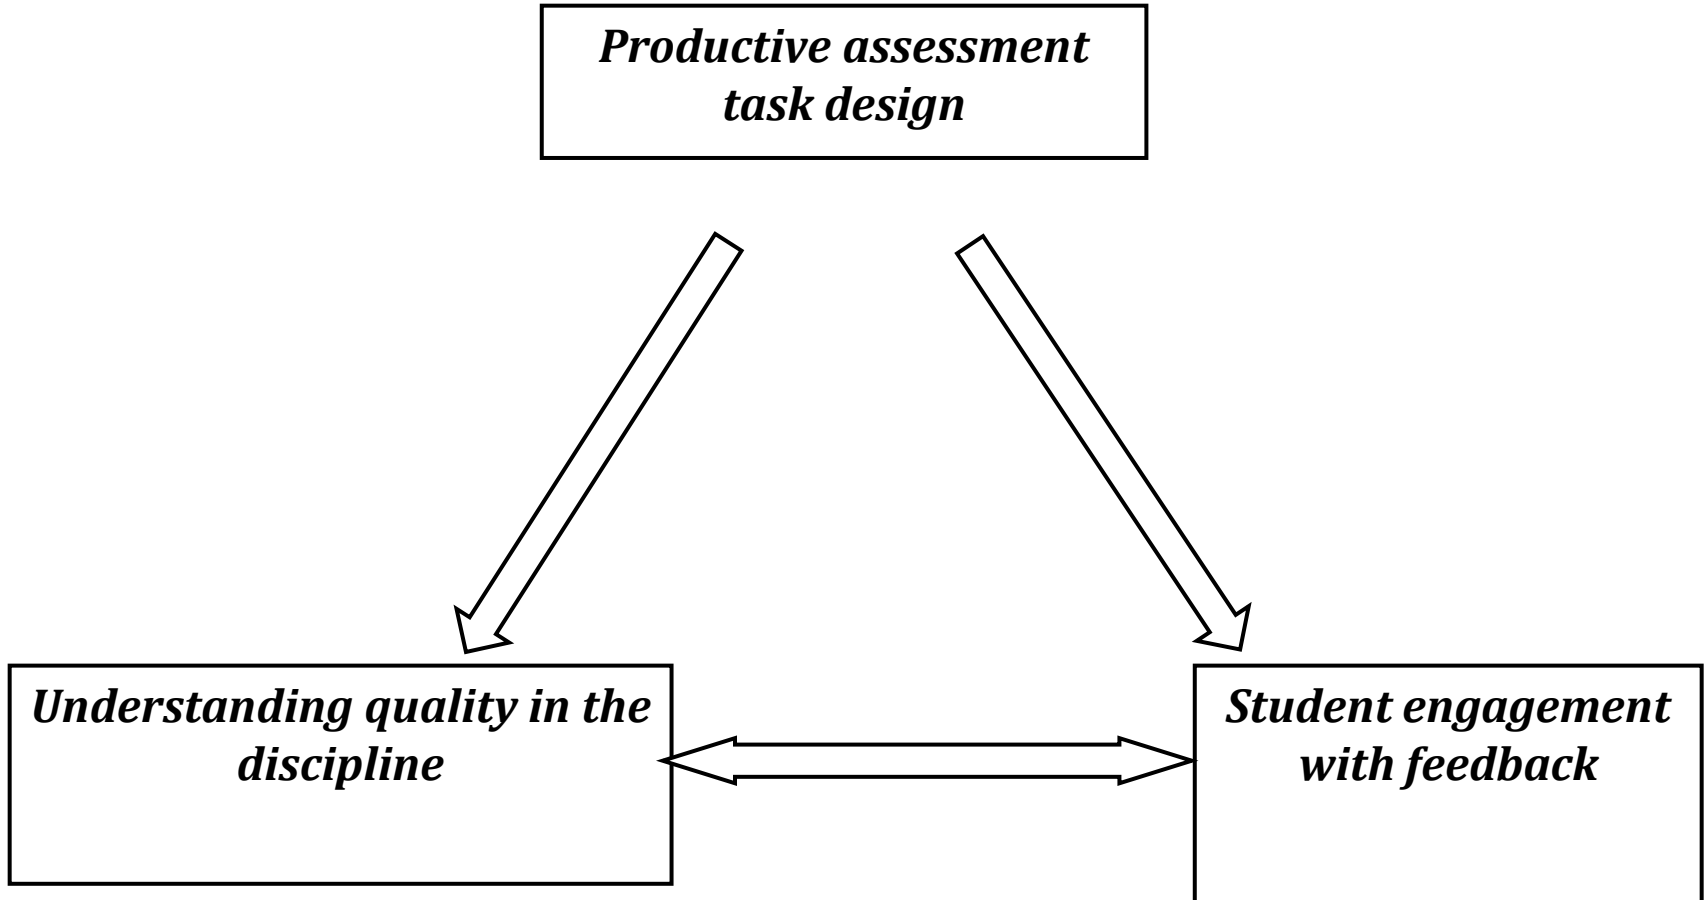 Productive assessment
task design
Understanding quality in the
discipline
Student engagement
with feedback